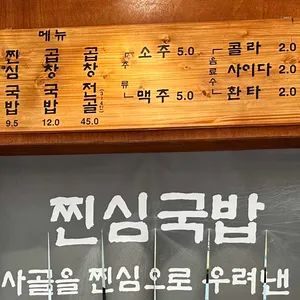 메뉴
찐심국밥 9.5
곱창국밥 12.0
곱창전골 45.0
주류
소주 5.0
맥주 5.0
음료수
콜라 2.0
사이다 2.0
환타 2.0
찐심국밥
사골을 찐심으로 우려낸